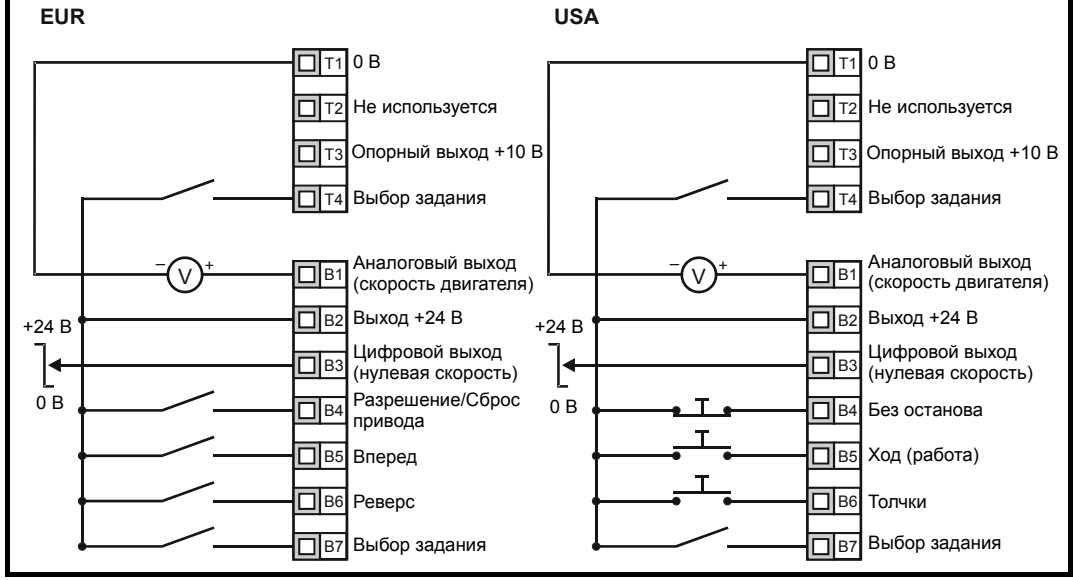 EUR
T1 0 В
T2 Не используется
T3 Опорный выход +10 В
T4 Выбор задания
– V + B1 Аналоговый выход
(скорость двигателя)
B2 Выход +24 В
+24 В
B3 Цифровой выход
(нулевая скорость)
0 В
B4 Разрешение/Сброс
привода
B5 Вперед
B6 Реверс
B7 Выбор задания
USA
T1 0 В
T2 Не используется
T3 Опорный выход +10 В
T4 Выбор задания
– V + B1 Аналоговый выход
(скорость двигателя)
B2 Выход +24 В
+24 В
B3 Цифровой выход
(нулевая скорость)
0 В
B4 Без останова
B5 Ход (работа)
B6 Толчки
B7 Выбор задания